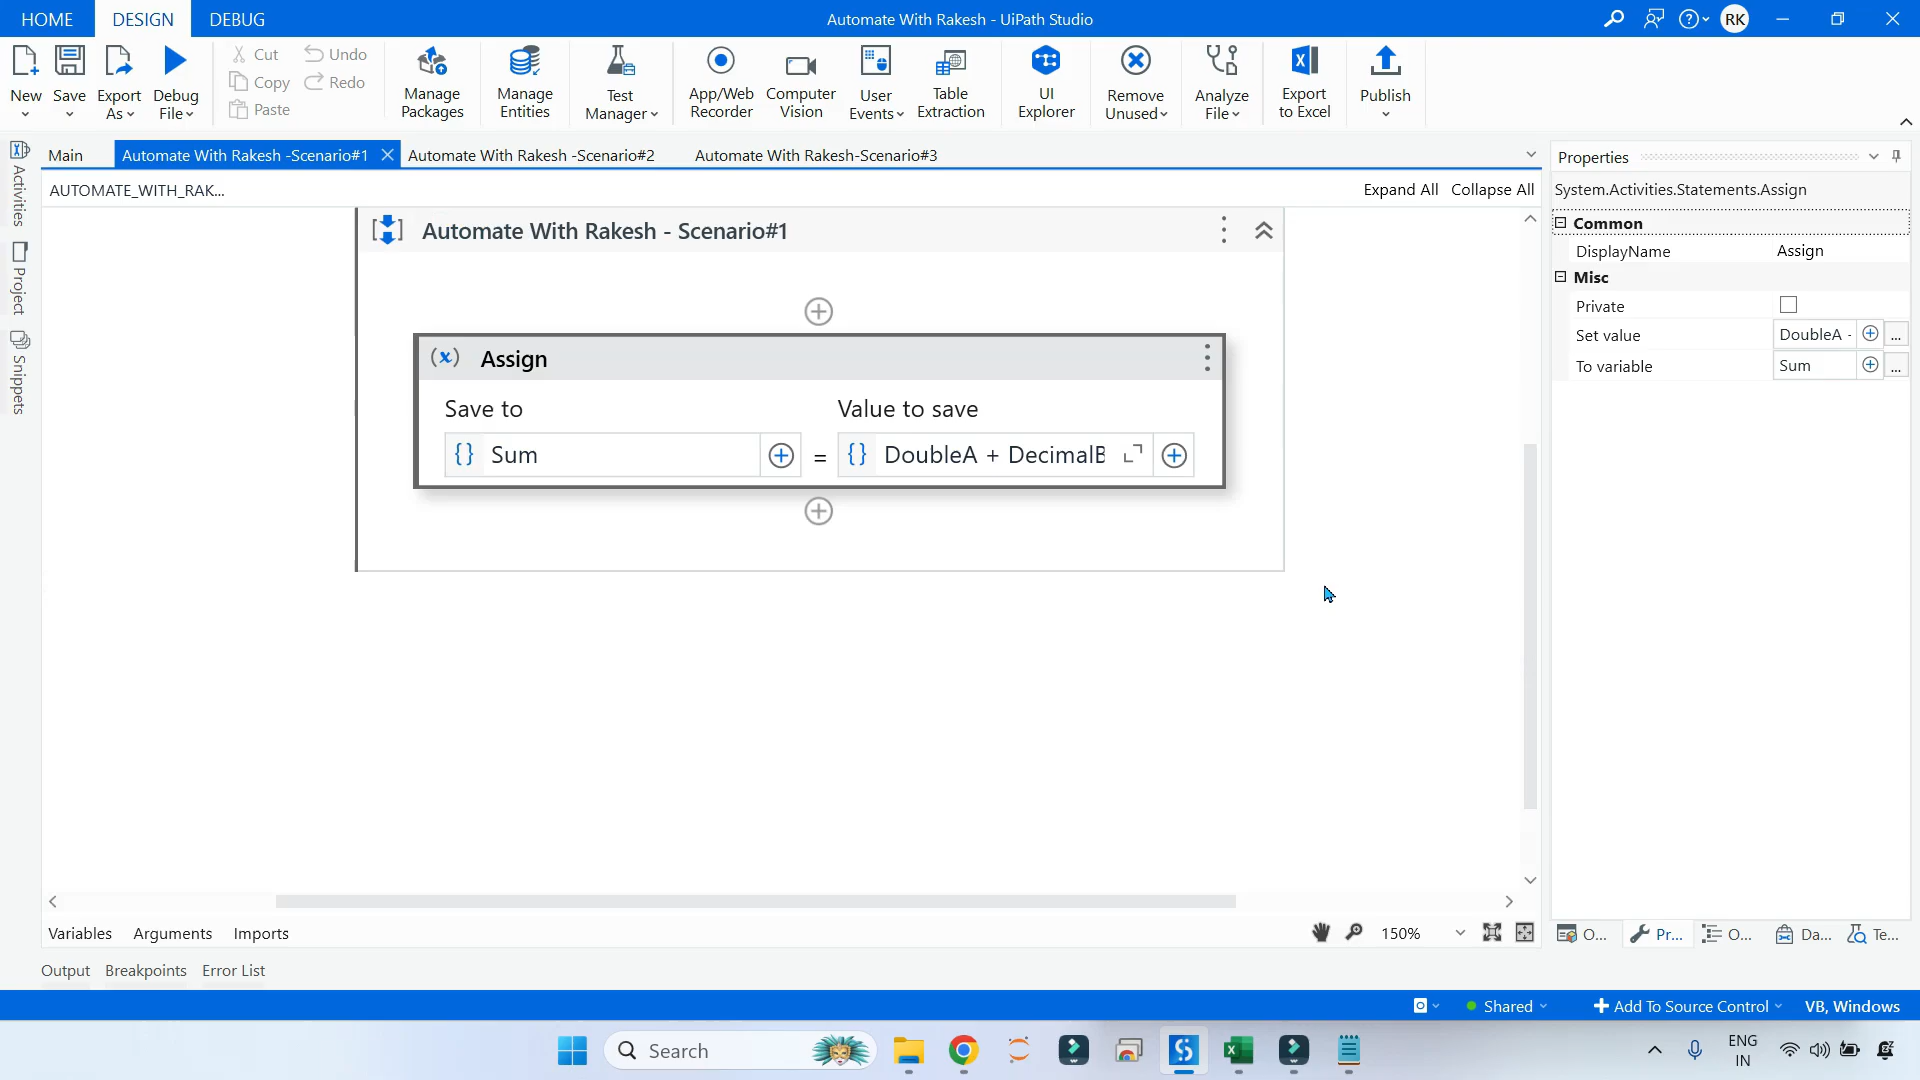 HOME DESIGN DEBUG Automate With Rakesh - UiPath Studio RK
New Save Export As Debug File Cut Copy Paste Undo Redo Manage Packages Manage Entities Test Manager App/Web Recorder Computer Vision User Events Table Extraction UI Explorer Remove Unused Analyze File Export to Excel Publish
Main Automate With Rakesh -Scenario#1 Automate With Rakesh -Scenario#2 Automate With Rakesh-Scenario#3
Activities
Project
Snippets
AUTOMATE_WITH_RAK... Expand All Collapse All
Automate With Rakesh - Scenario#1
(x) Assign
Save to Value to save
{} Sum = {} DoubleA + DecimalB
Properties
System.Activities.Statements.Assign
Common
DisplayName Assign
Misc
Private
Set value DoubleA - ...
To variable Sum ...
Variables Arguments Imports 150% O... Pr... O... Da... Te...
Output Breakpoints Error List
Shared Add To Source Control VB, Windows
Search ENG
IN